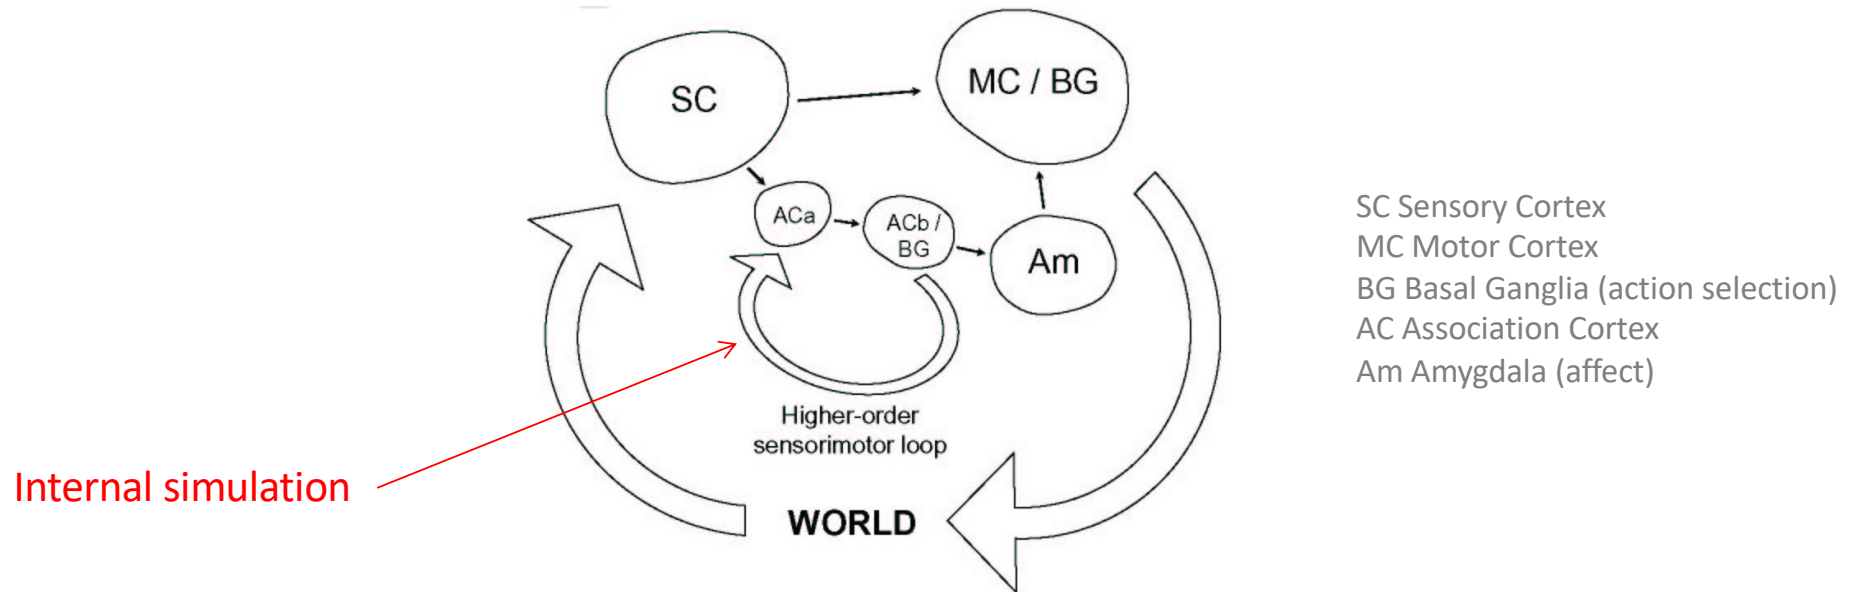 SC
MC / BG
ACa
ACb /
BG
Am
Higher-order
sensorimotor loop
WORLD
Internal simulation
SC Sensory Cortex
MC Motor Cortex
BG Basal Ganglia (action selection)
AC Association Cortex
Am Amygdala (affect)